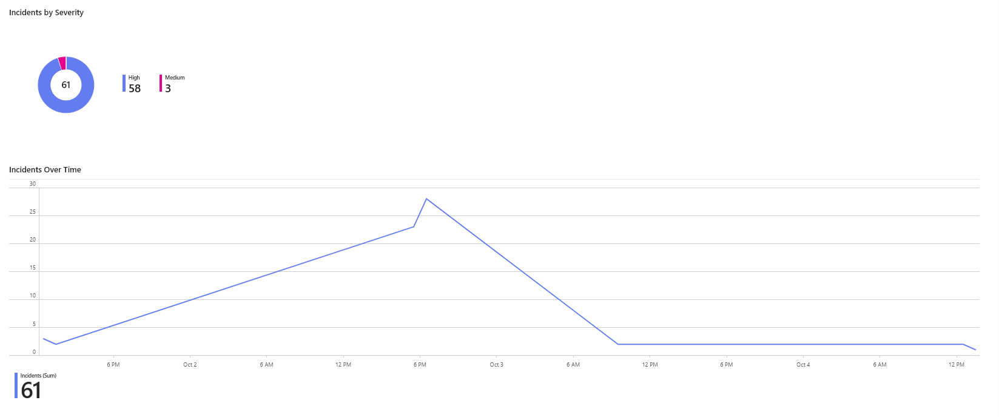 Incidents by Severity
61
High
58
Medium
3
Incidents Over Time
30
25
20
15
10
5
0
6 PM Oct 2 6 AM 12 PM 6 PM Oct 3 6 AM 12 PM 6 PM Oct 4 6 AM 12 PM
Incidents (Sum)
61